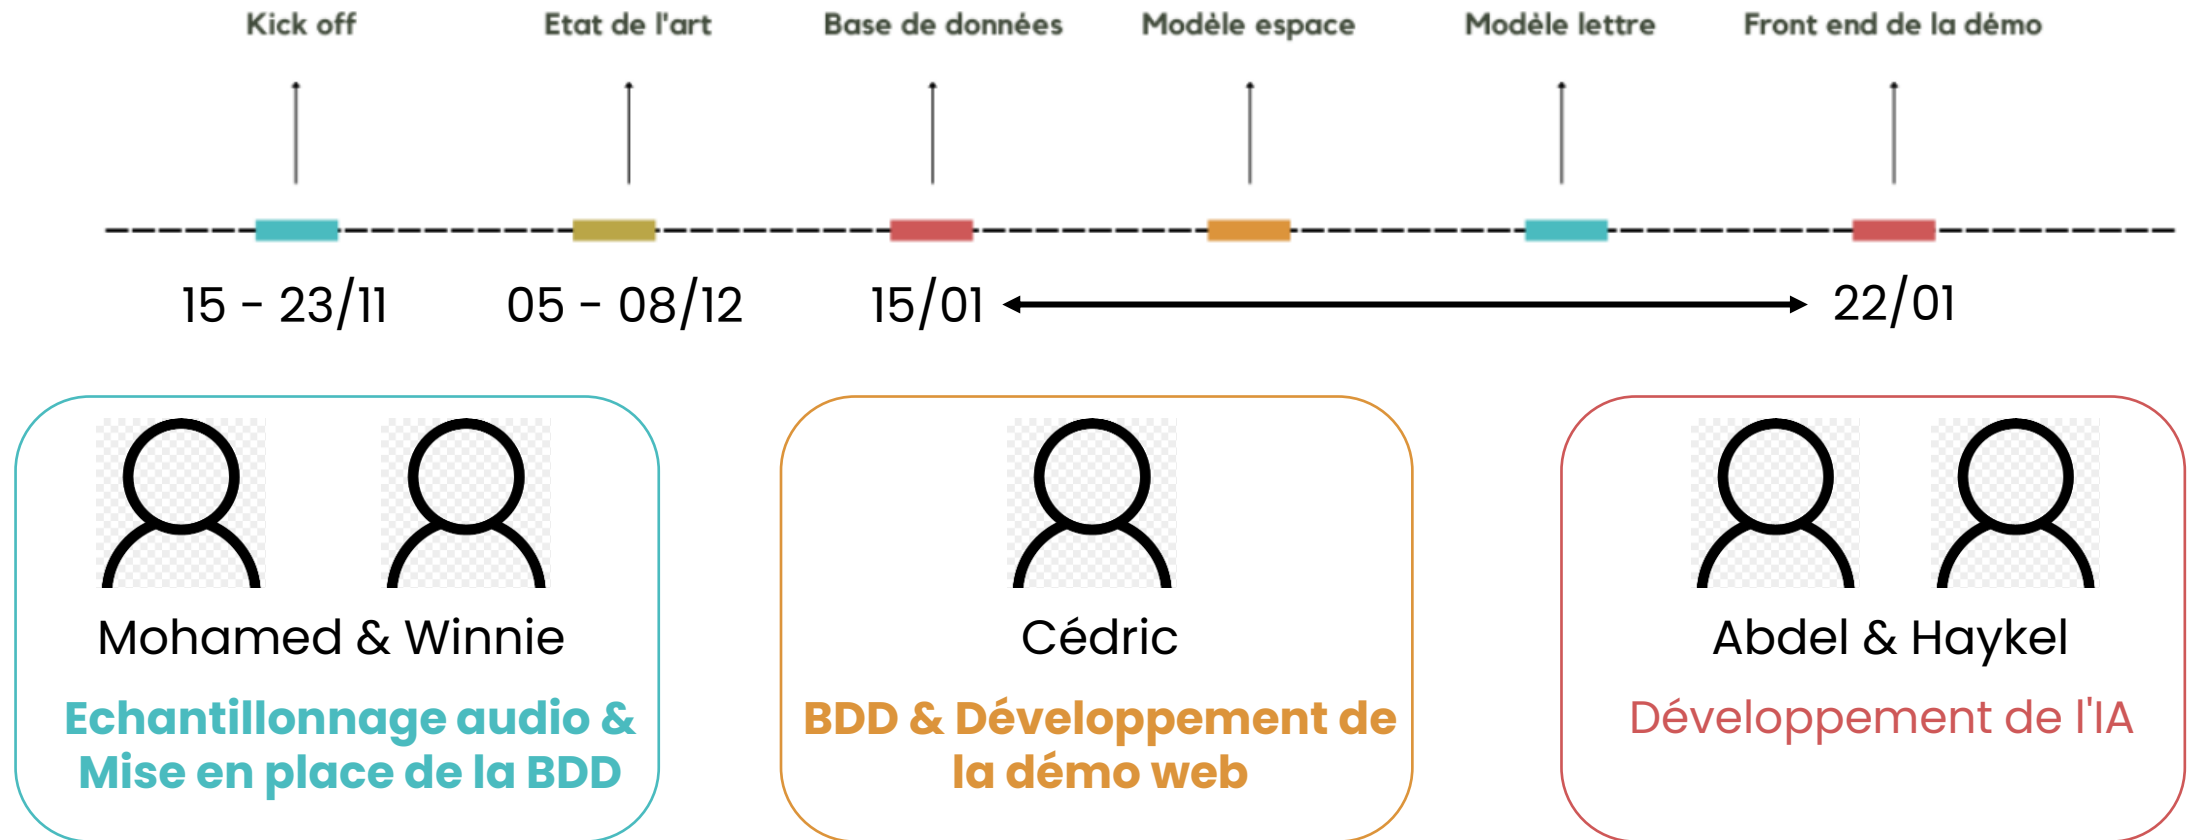 Kick off
Etat de l'art
Base de données
Modèle espace
Modèle lettre
Front end de la démo
15 - 23/11
05 - 08/12
15/01
22/01
Mohamed & Winnie
Echantillonnage audio &
Mise en place de la BDD
Cédric
BDD & Développement de
la démo web
Abdel & Haykel
Développement de l'IA